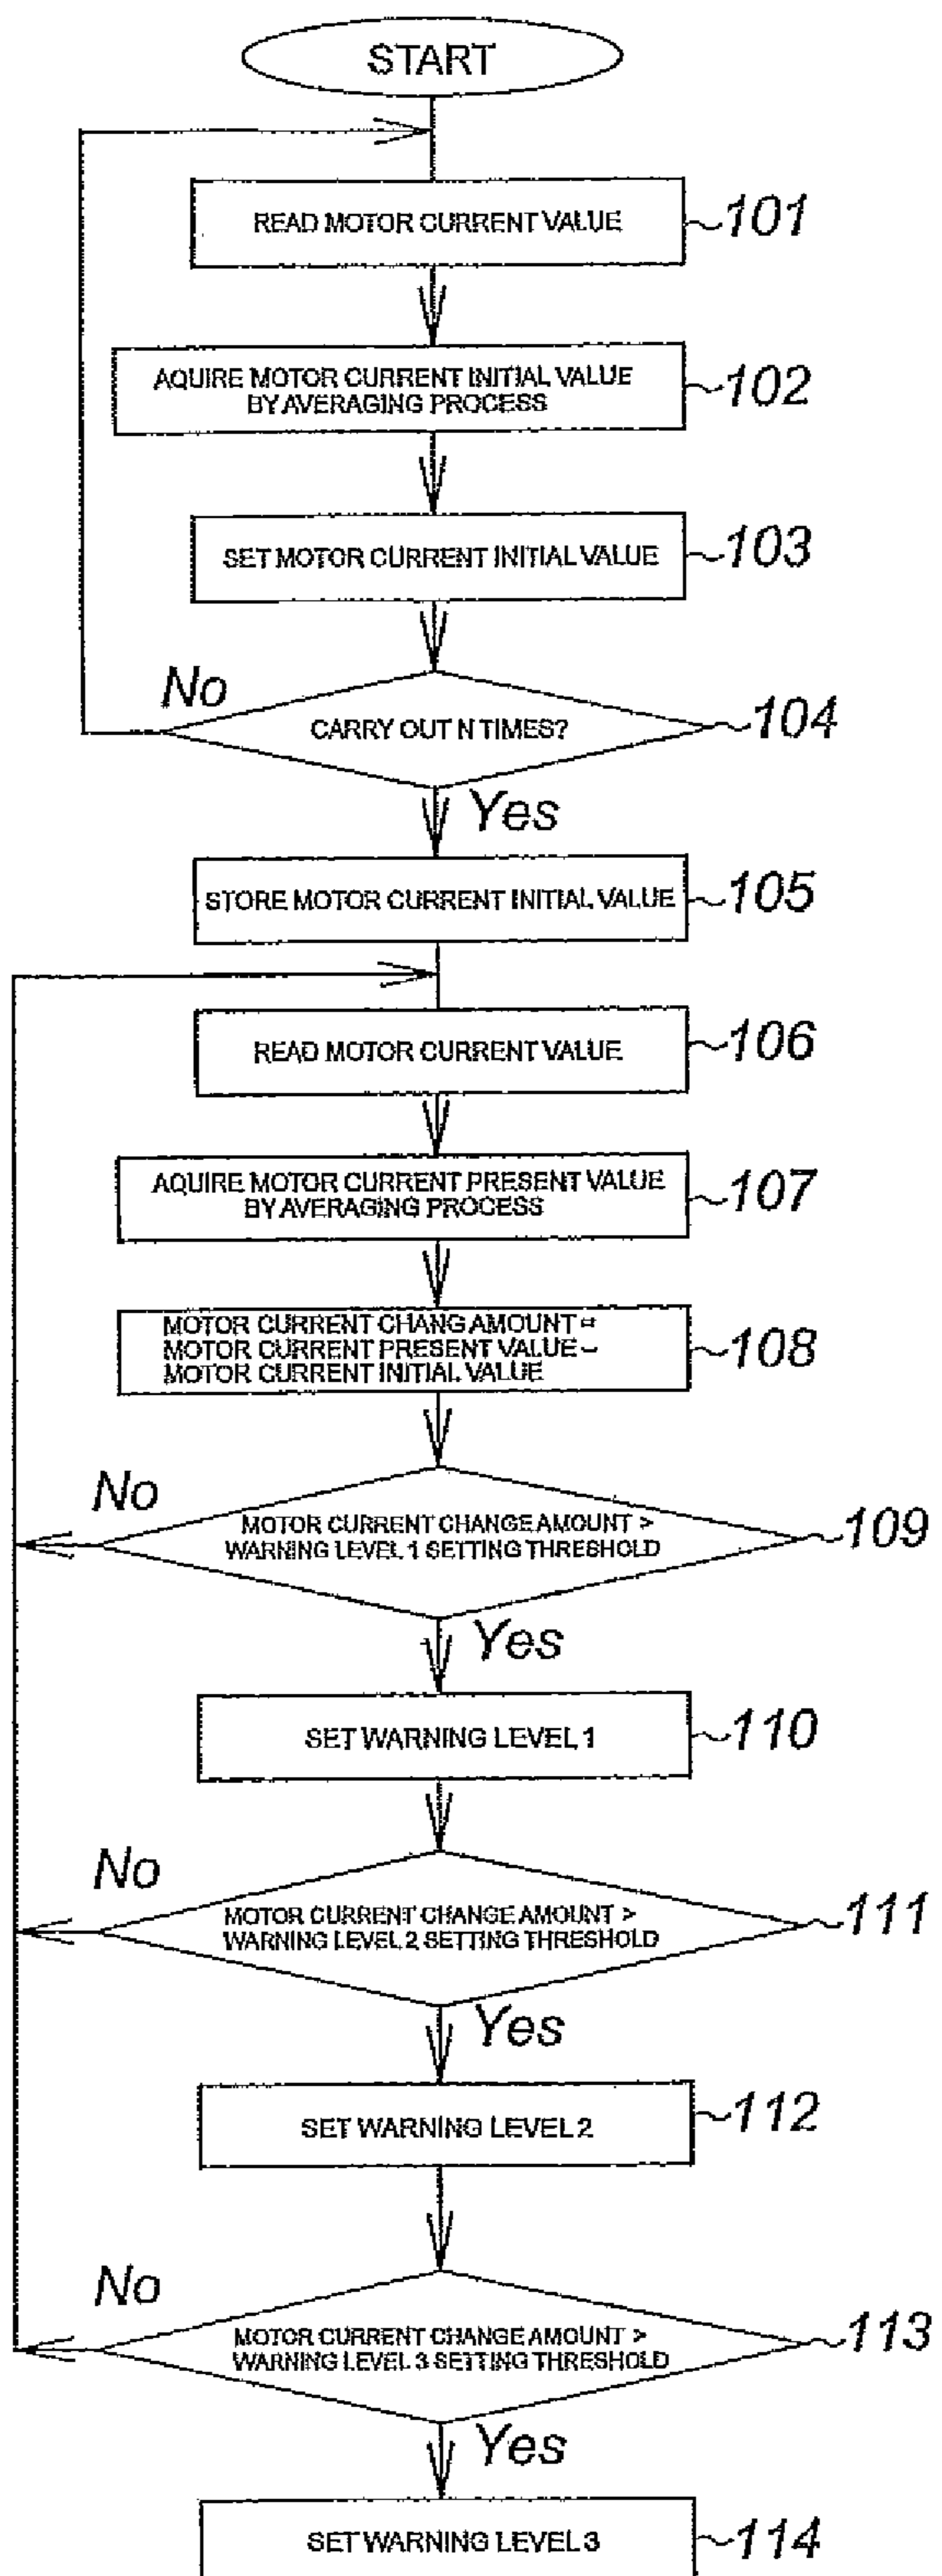 START
READ MOTOR CURRENT VALUE
101
AQUIRE MOTOR CURRENT INITIAL VALUE
BY AVERAGING PROCESS
102
SET MOTOR CURRENT INITIAL VALUE
103
No
CARRY OUT N TIMES?
104
Yes
STORE MOTOR CURRENT INITIAL VALUE
105
READ MOTOR CURRENT VALUE
106
AQUIRE MOTOR CURRENT PRESENT VALUE
BY AVERAGING PROCESS
107
MOTOR CURRENT CHANG AMOUNT =
MOTOR CURRENT PRESENT VALUE -
MOTOR CURRENT INITIAL VALUE
108
No
MOTOR CURRENT CHANGE AMOUNT >
WARNING LEVEL 1 SETTING THRESHOLD
109
Yes
SET WARNING LEVEL 1
110
No
MOTOR CURRENT CHANGE AMOUNT >
WARNING LEVEL 2 SETTING THRESHOLD
111
Yes
SET WARNING LEVEL 2
112
No
MOTOR CURRENT CHANGE AMOUNT >
WARNING LEVEL 3 SETTING THRESHOLD
113
Yes
SET WARNING LEVEL 3
114